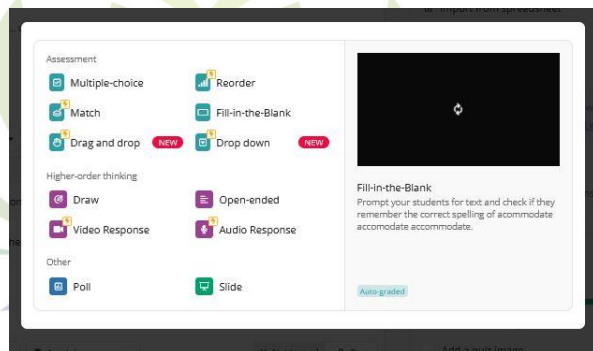 Import from spreadsheet
Assessment
Multiple-choice
Reorder
Match
Fill-in-the-Blank
Drag and drop NEW
Drop down NEW
Higher-order thinking
Draw
Open-ended
Video Response
Audio Response
Other
Poll
Slide
Fill-in-the-Blank
Prompt your students for text and check if they
remember the correct spelling of acommodate
accomodate accommodate.
Auto-graded
Add a quiz image